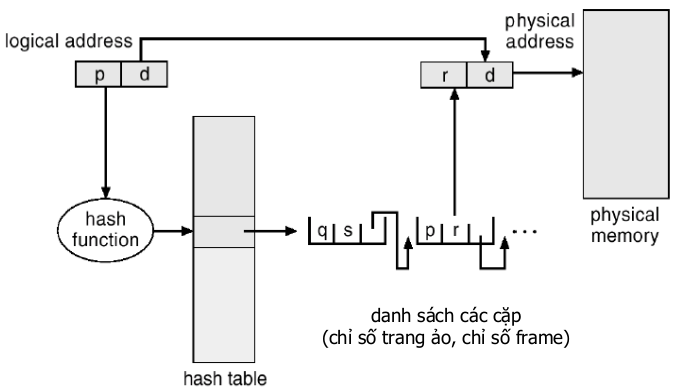 logical address
physical
address
p d
r d
hash
function
q s
p r
...
physical
memory
danh sách các cặp
(chỉ số trang ảo, chỉ số frame)
hash table